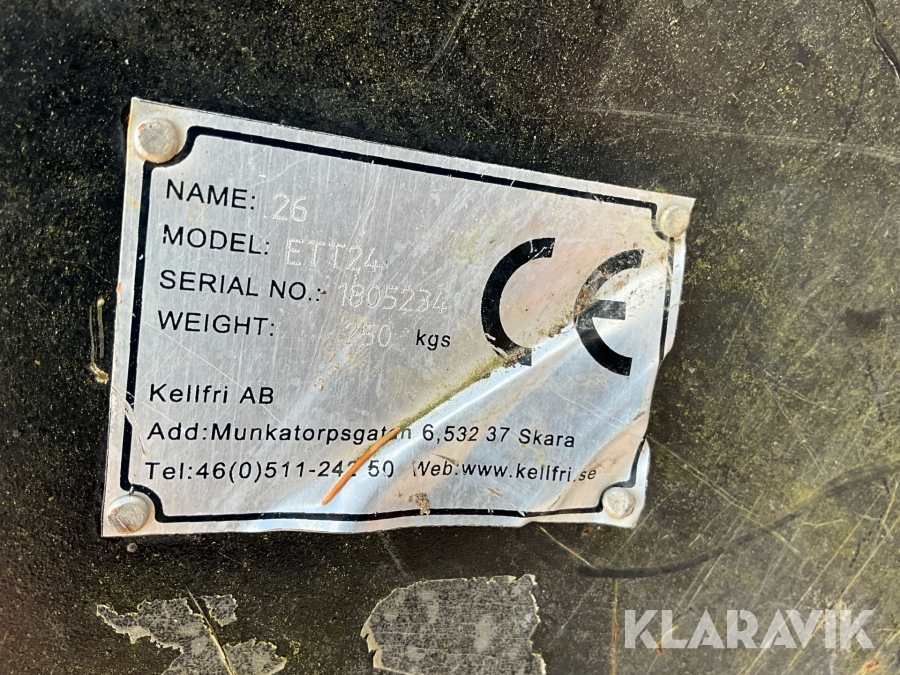 NAME: 26
MODEL: ETT24
SERIAL NO.: 1805234
WEIGHT: 250 kgs
CE
Kellfri AB
Add:Munkatorpsgatan 6,532 37 Skara
Tel:46(0)511-242 50 Web:www.kellfri.se
KLARAVIK